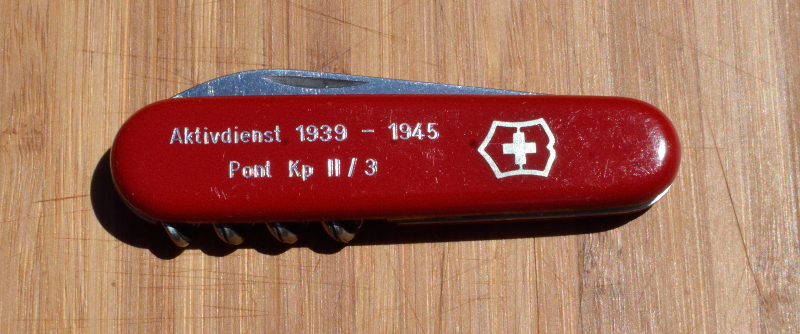 Aktivdienst 1939 - 1945
Pont Kp II/3